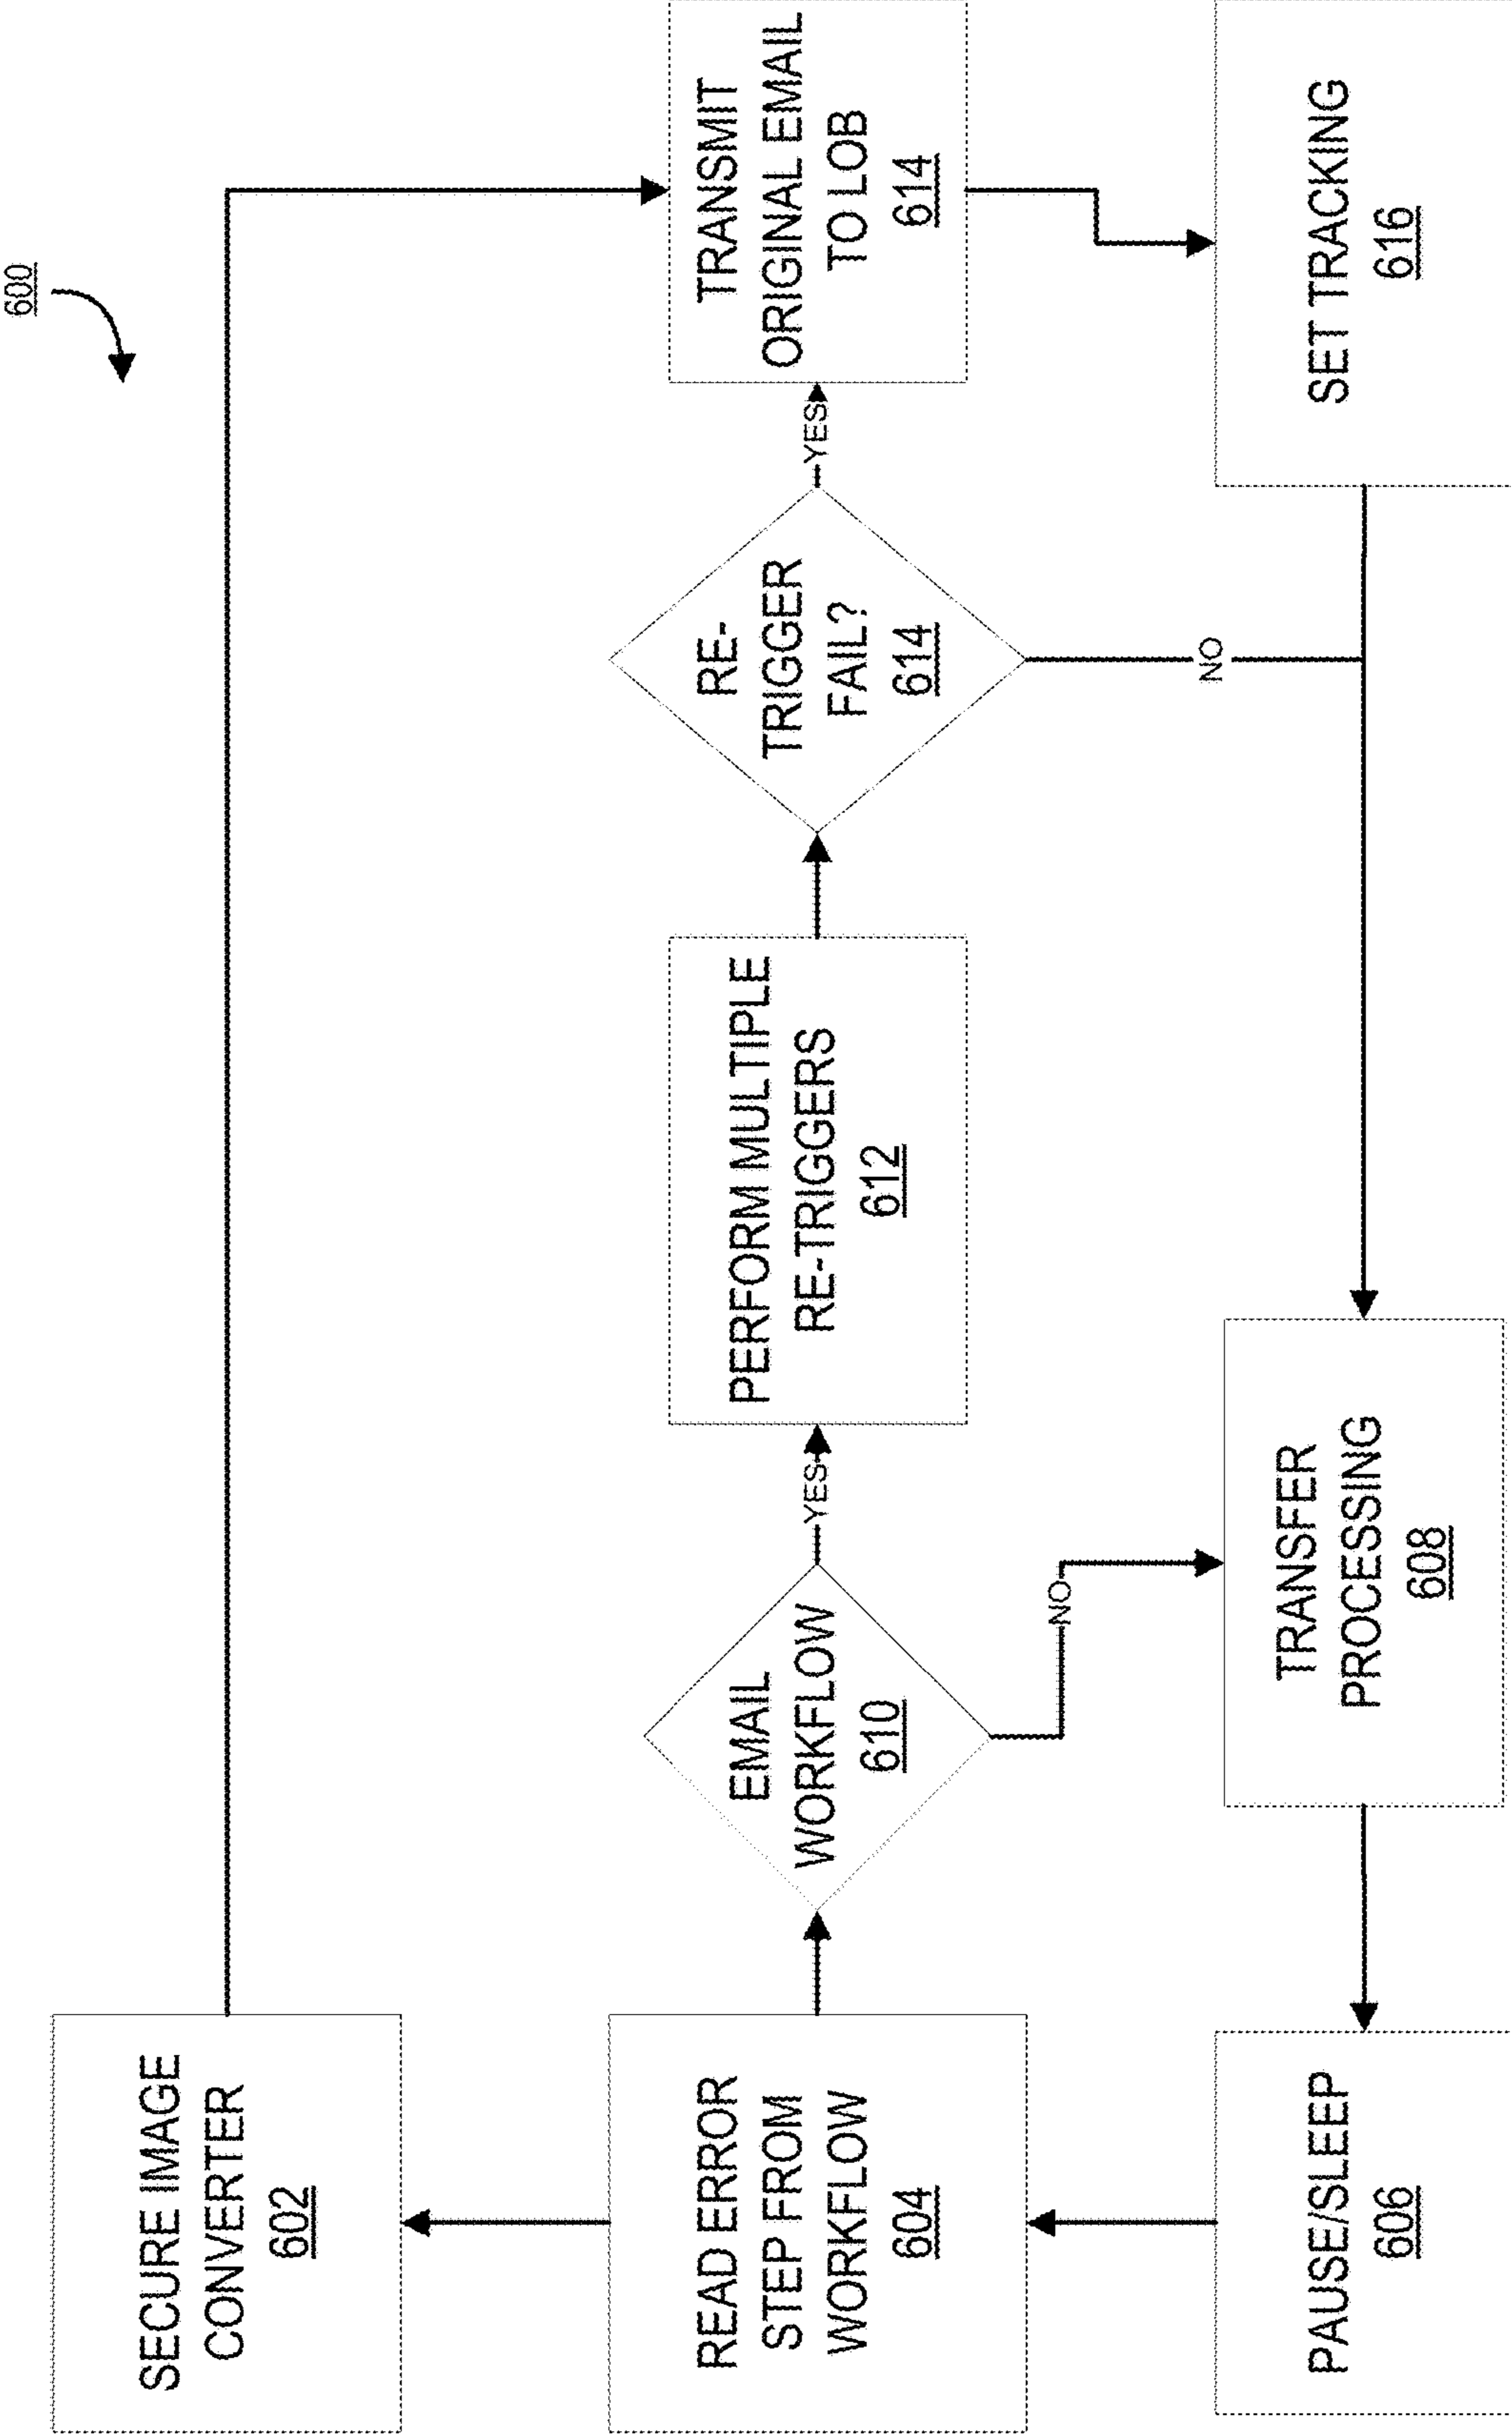 600
SECURE IMAGE
CONVERTER
602
READ ERROR
STEP FROM
WORKFLOW
604
EMAIL
WORKFLOW
610
YES
PERFORM MULTIPLE
RE-TRIGGERS
612
RE-
TRIGGER
FAIL?
614
YES
TRANSMIT
ORIGINAL EMAIL
TO LOB
614
NO
NO
PAUSE/SLEEP
606
TRANSFER
PROCESSING
608
SET TRACKING
616